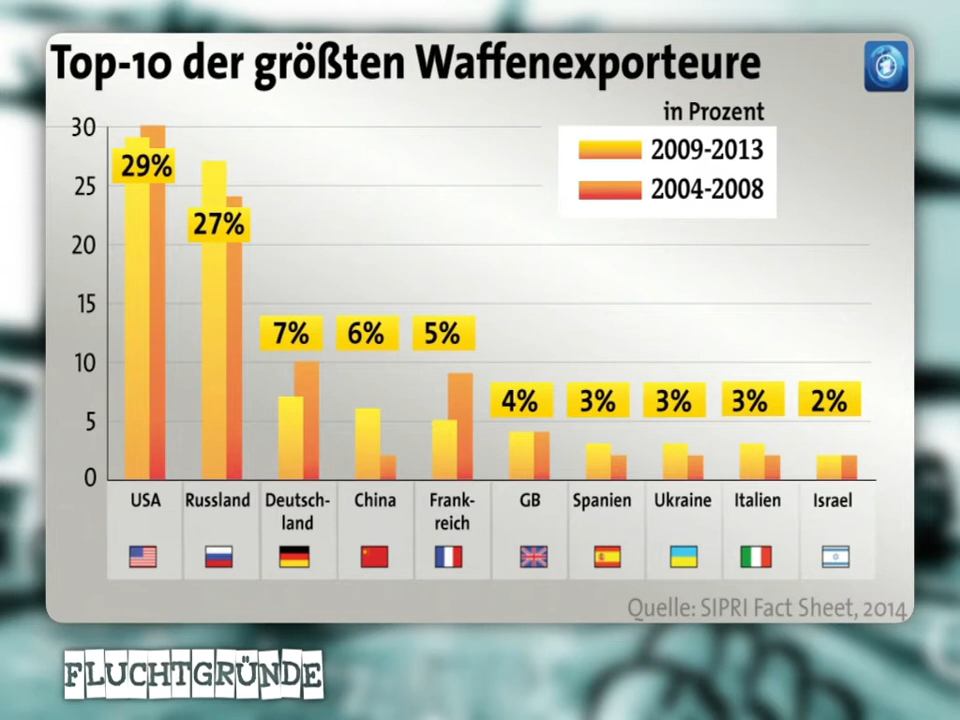 Top-10 der größten Waffenexporteure
in Prozent
2009-2013
2004-2008
30
25
20
15
10
5
0
29%
27%
7%
6%
5%
4%
3%
3%
3%
2%
USA
Russland
Deutsch-
land
China
Frank-
reich
GB
Spanien
Ukraine
Italien
Israel
Quelle: SIPRI Fact Sheet, 2014
FLUCHTGRÜNDE